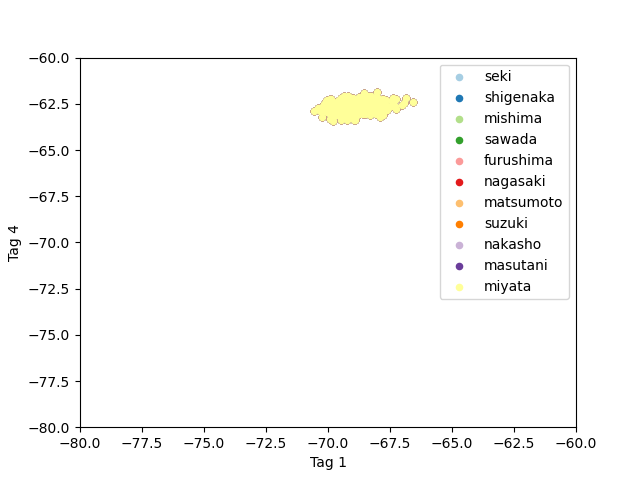 −60.0
−62.5
−65.0
−67.5
−70.0
−72.5
−75.0
−77.5
−80.0
Tag 4
−80.0 −77.5 −75.0 −72.5 −70.0 −67.5 −65.0 −62.5 −60.0
Tag 1
seki
shigenaka
mishima
sawada
furushima
nagasaki
matsumoto
suzuki
nakasho
masutani
miyata